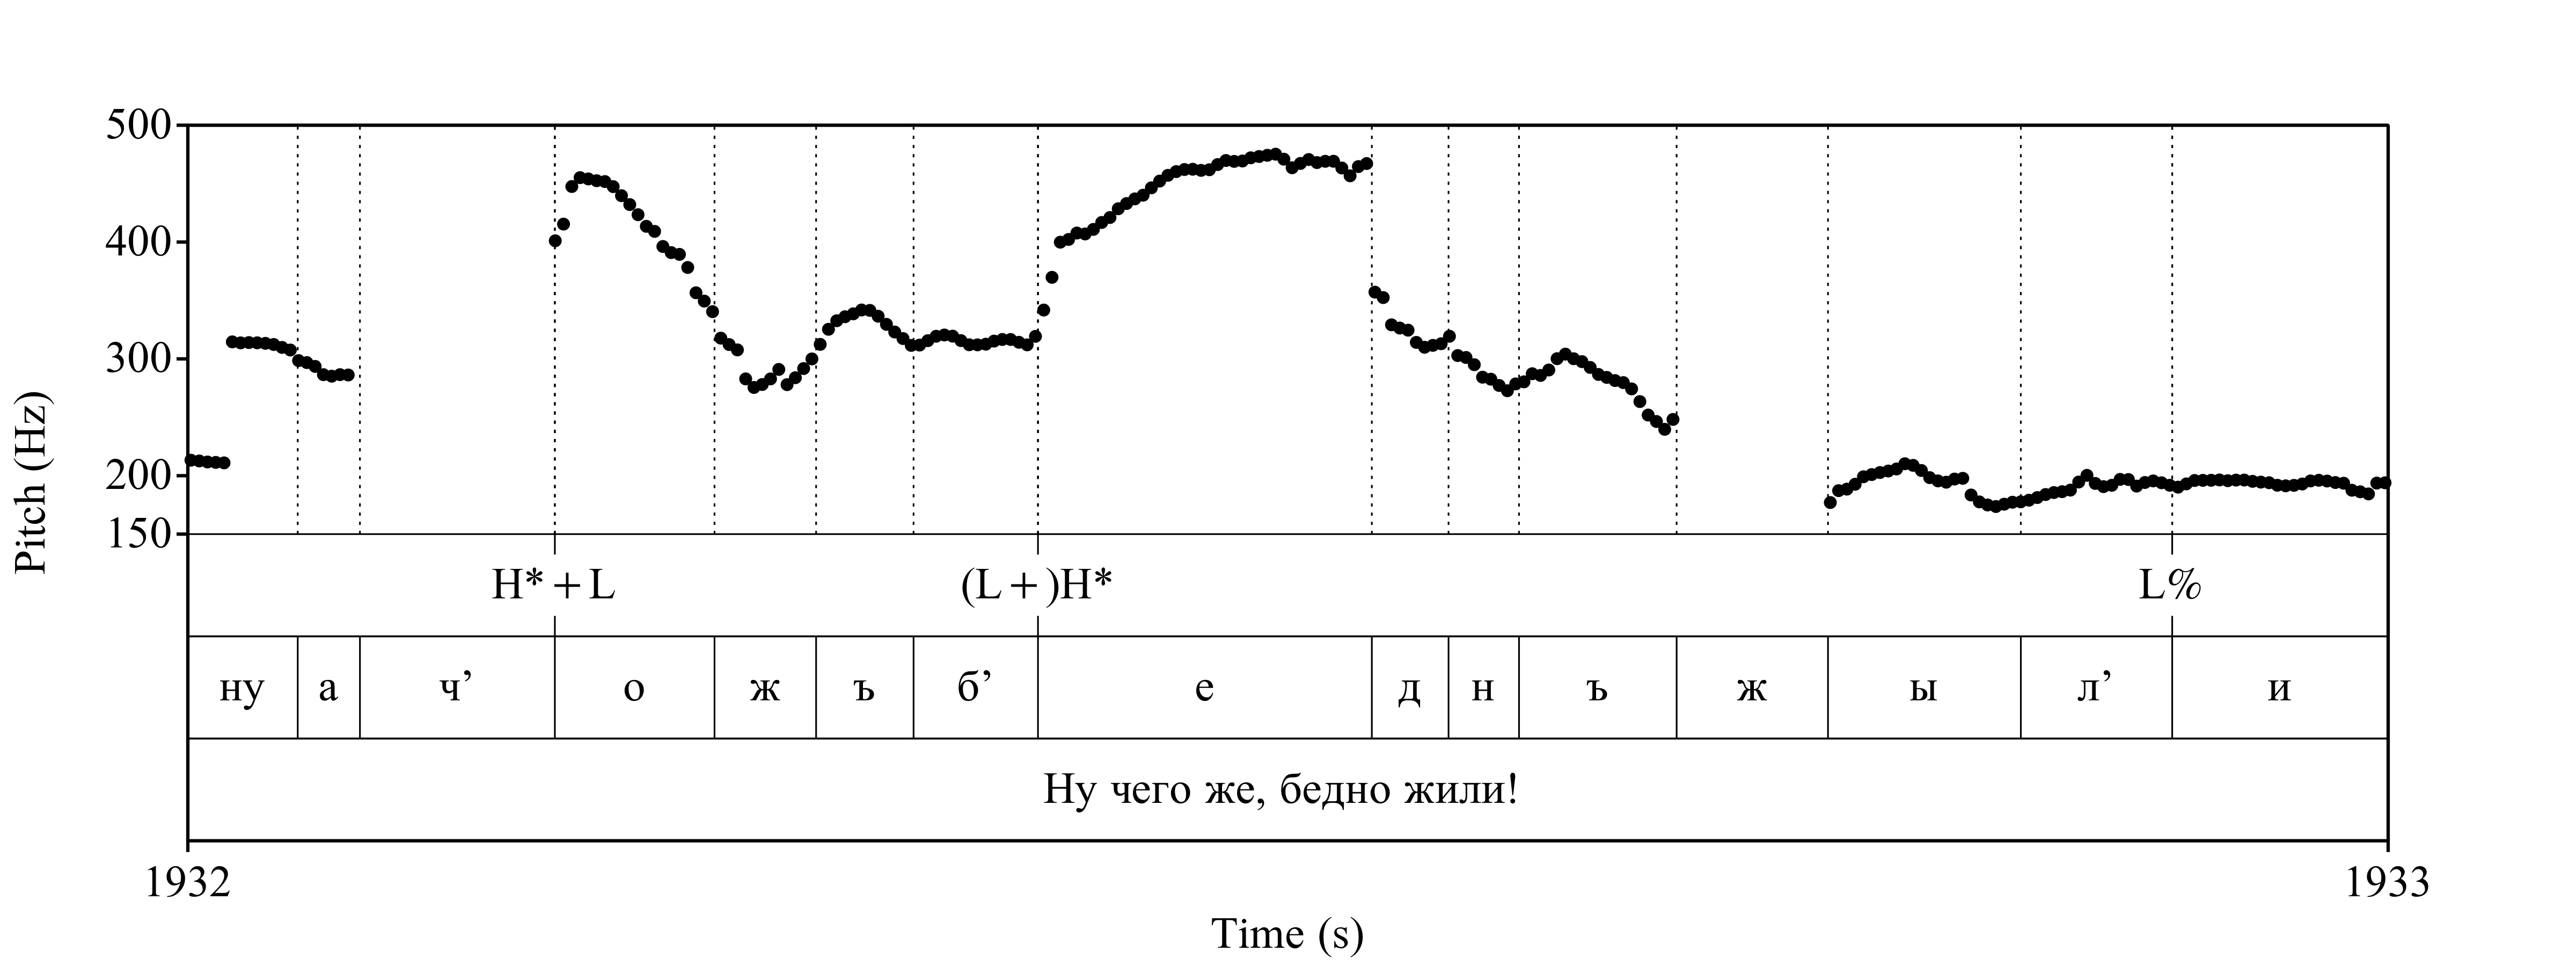 500
400
300
200
150
Pitch (Hz)
H* + L (L + )H* L%
ну а ч’ о ж ъ б’ е д н ъ ж ы л’ и
Ну чего же, бедно жили!
1932 1933
Time (s)